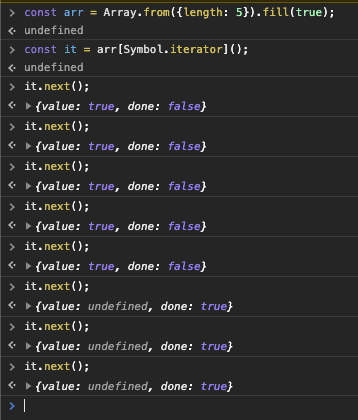 > const arr = Array.from({length: 5}).fill(true);
undefined
> const it = arr[Symbol.iterator]();
undefined
> it.next();
▶{value: true, done: false}
> it.next();
▶{value: true, done: false}
> it.next();
▶{value: true, done: false}
> it.next();
▶{value: true, done: false}
> it.next();
▶{value: true, done: false}
> it.next();
▶{value: undefined, done: true}
> it.next();
▶{value: undefined, done: true}
> it.next();
▶{value: undefined, done: true}
>